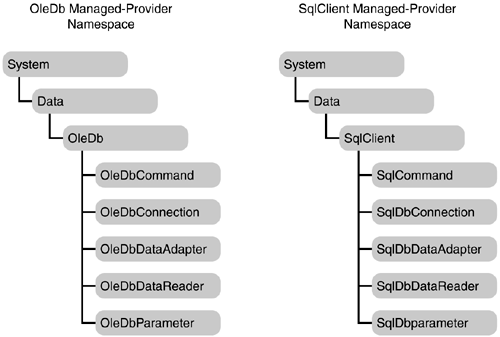 OleDb Managed-Provider
Namespace
System
Data
OleDb
OleDbCommand
OleDbConnection
OleDbDataAdapter
OleDbDataReader
OleDbParameter
SqlClient Managed-Provider
Namespace
System
Data
SqlClient
SqlCommand
SqlDbConnection
SqlDbDataAdapter
SqlDbDataReader
SqlDbparameter